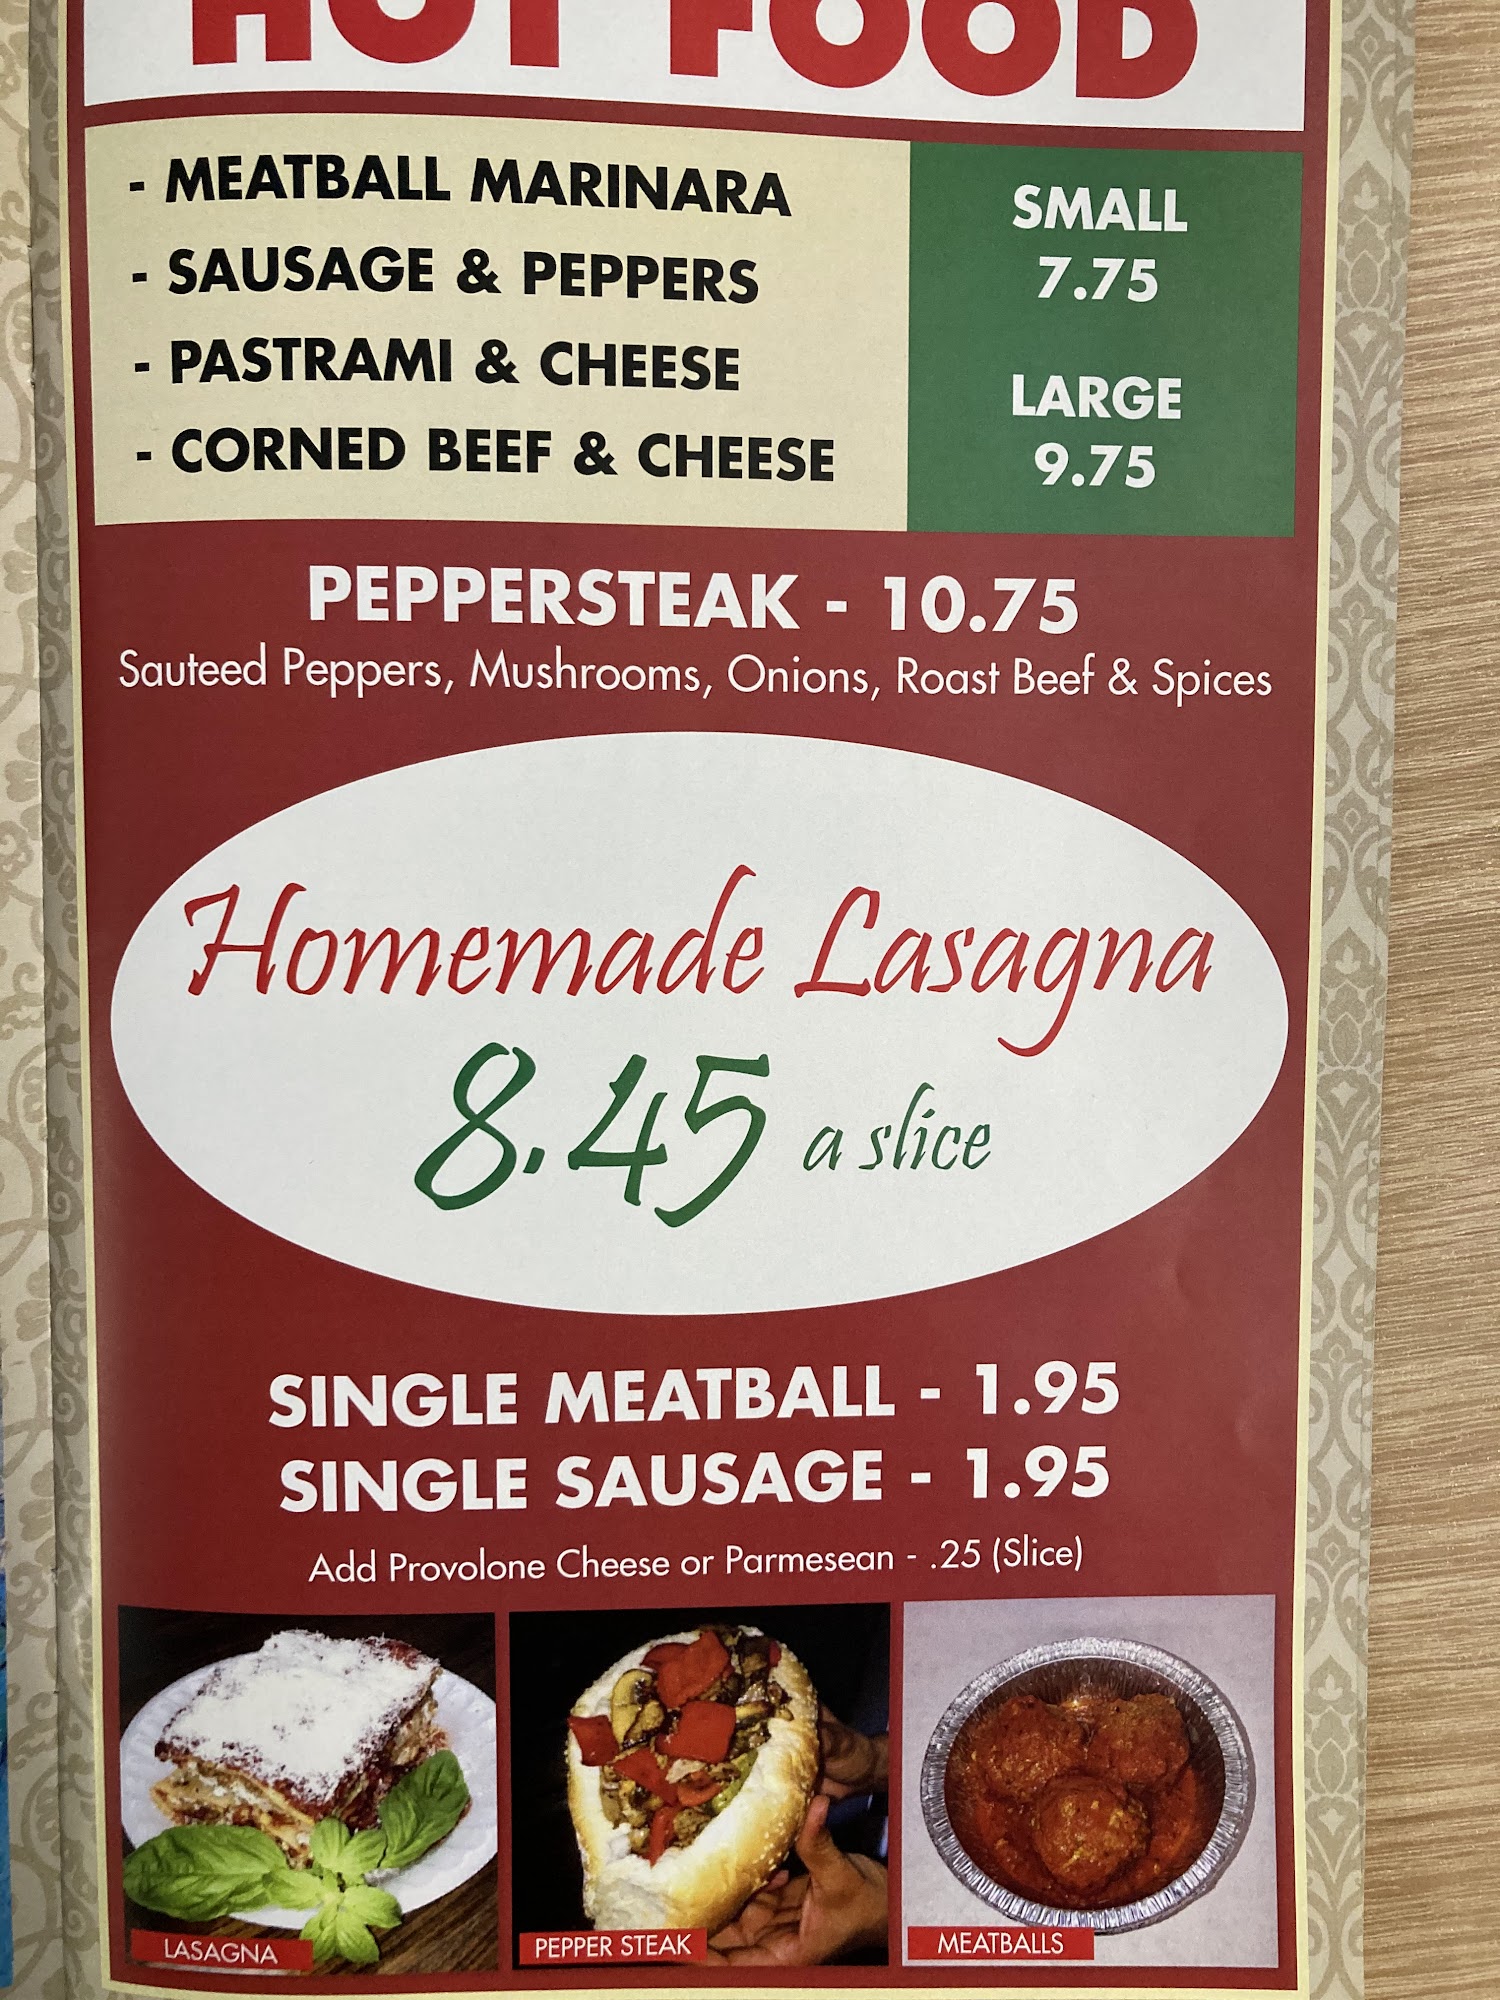 HOT FOOD
- MEATBALL MARINARA
- SAUSAGE & PEPPERS
- PASTRAMI & CHEESE
- CORNED BEEF & CHEESE
SMALL
7.75
LARGE
9.75
PEPPERSTEAK - 10.75
Sauteed Peppers, Mushrooms, Onions, Roast Beef & Spices
Homemade Lasagna
8.45 a slice
SINGLE MEATBALL - 1.95
SINGLE SAUSAGE - 1.95
Add Provolone Cheese or Parmesean - .25 (Slice)
LASAGNA
PEPPER STEAK
MEATBALLS